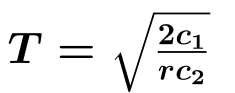 T = √(2c₁/rc₂)